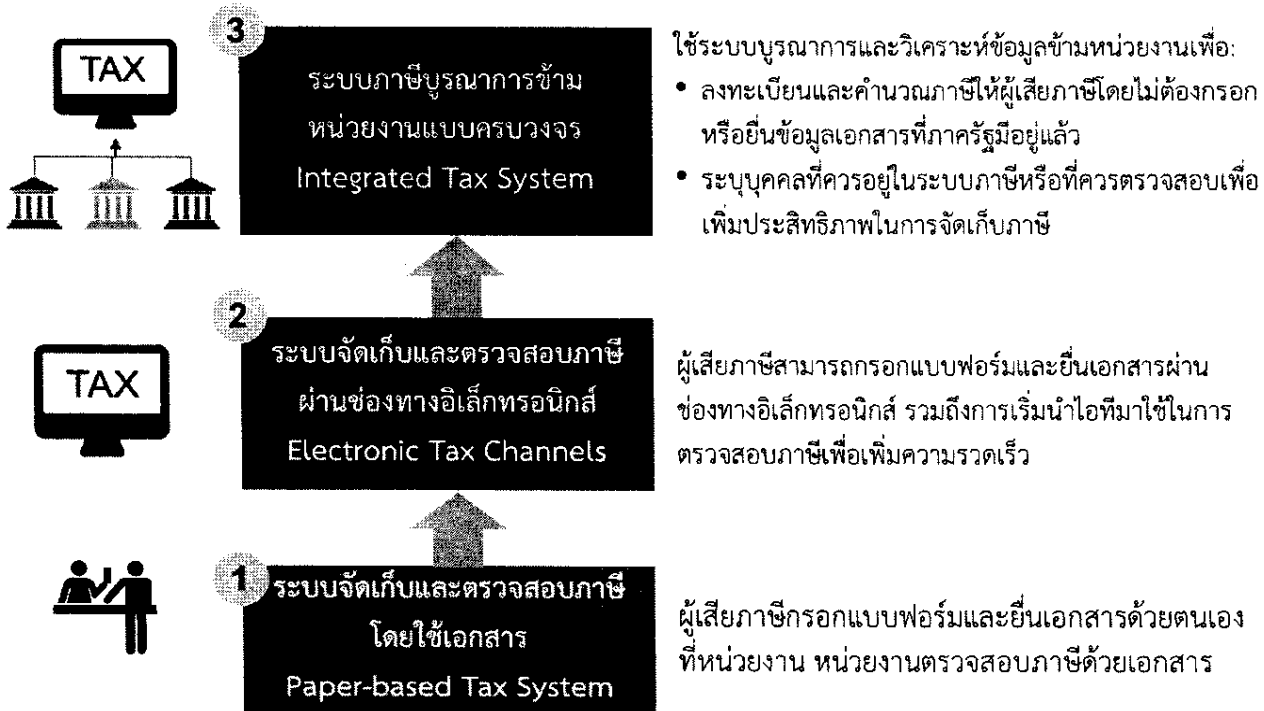 3
TAX
ระบบภาษีบูรณาการข้าม
หน่วยงานแบบครบวงจร
Integrated Tax System
ใช้ระบบบูรณาการและวิเคราะห์ข้อมูลข้ามหน่วยงานเพื่อ:
• ลงทะเบียนและคำนวณภาษีให้ผู้เสียภาษีโดยไม่ต้องกรอก
หรือยื่นข้อมูลเอกสารที่ภาครัฐมีอยู่แล้ว
• ระบุบุคคลที่ควรอยู่ในระบบภาษีหรือที่ควรตรวจสอบเพื่อ
เพิ่มประสิทธิภาพในการจัดเก็บภาษี
2
TAX
ระบบจัดเก็บและตรวจสอบภาษี
ผ่านช่องทางอิเล็กทรอนิกส์
Electronic Tax Channels
ผู้เสียภาษีสามารถกรอกแบบฟอร์มและยื่นเอกสารผ่าน
ช่องทางอิเล็กทรอนิกส์ รวมถึงการเริ่มนำไอทีมาใช้ในการ
ตรวจสอบภาษีเพื่อเพิ่มความรวดเร็ว
1
ระบบจัดเก็บและตรวจสอบภาษี
โดยใช้เอกสาร
Paper-based Tax System
ผู้เสียภาษีกรอกแบบฟอร์มและยื่นเอกสารด้วยตนเอง
ที่หน่วยงาน หน่วยงานตรวจสอบภาษีด้วยเอกสาร